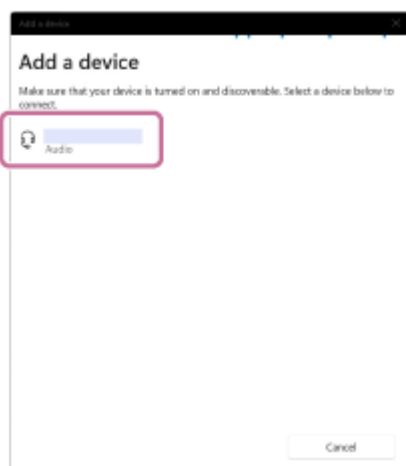 Add a device
Add a device
Make sure that your device is turned on and discoverable. Select a device below to
connect.
Audio
Cancel